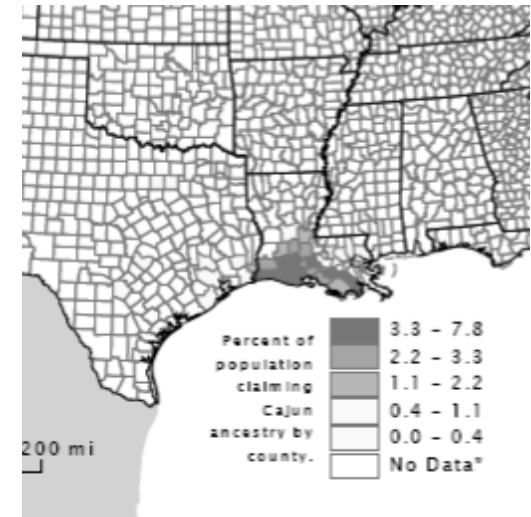 Percent of
population
claiming
Cajun
ancestry by
county.
3.3 – 7.8
2.2 – 3.3
1.1 – 2.2
0.4 – 1.1
0.0 – 0.4
No Data*
200 mi